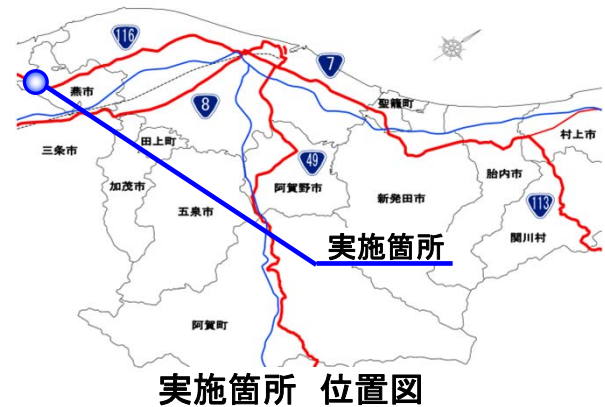 116
7
燕市
8
聖籠町
三条市
田上町
村上市
加茂市
49
阿賀野市
胎内市
五泉市
新発田市
113
関川村
実施箇所
阿賀町
実施箇所 位置図